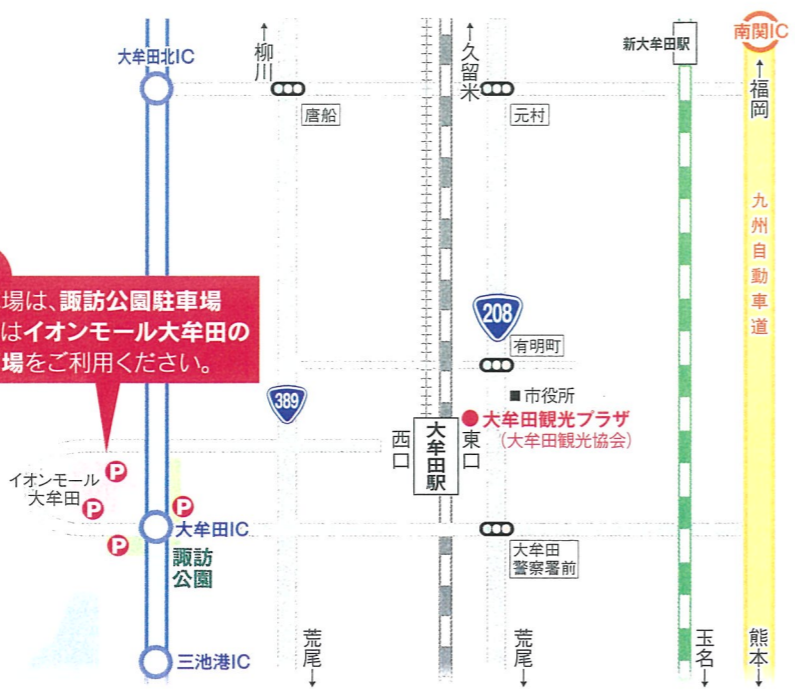 南関IC
新大牟田駅
大牟田北IC
↑柳川
↑久留米
↑福岡
唐船
元村
九州自動車道
場は、諏訪公園駐車場
はイオンモール大牟田の
場をご利用ください。
208
有明町
389
■市役所
●大牟田観光プラザ
(大牟田観光協会)
西口
大牟田駅
東口
イオンモール
大牟田
P
P
P
P
大牟田IC
諏訪
公園
大牟田
警察署前
三池港IC
荒尾↓
荒尾↓
玉名↓
熊本↓